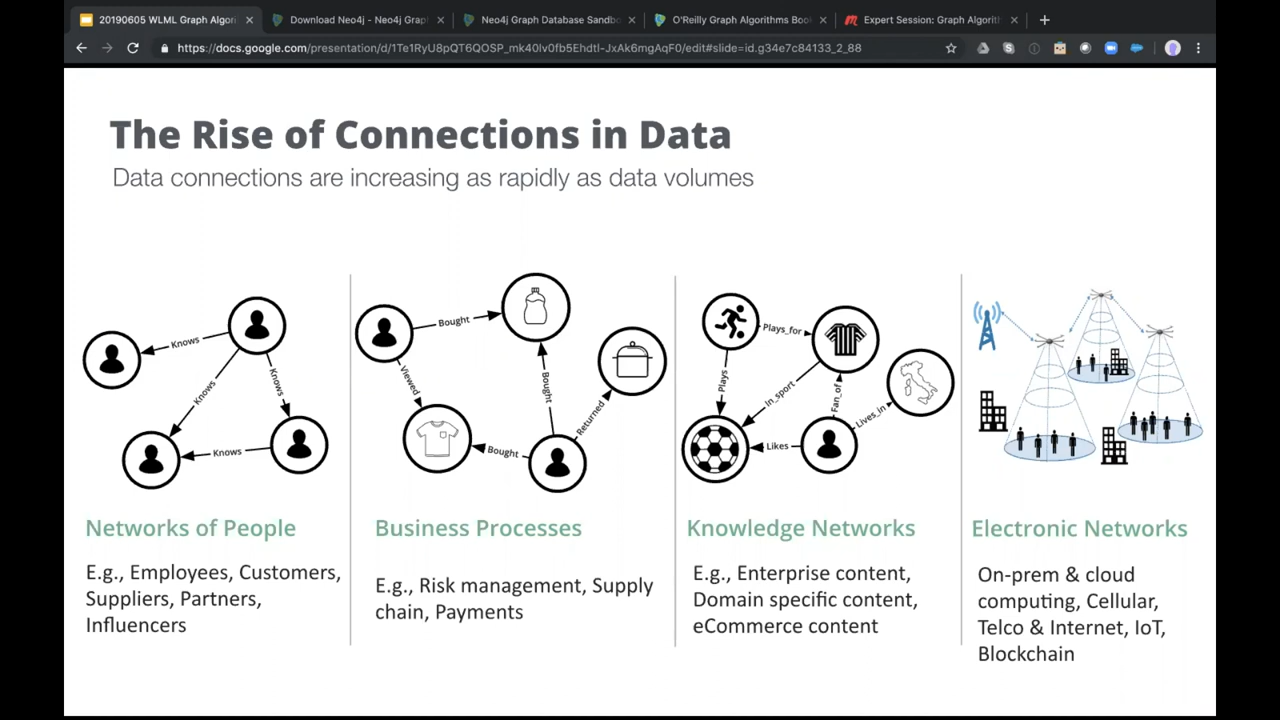 2019060​5 WLML Graph Algorit
Download Neo4j - Neo4j Grap
Neo4j Graph Database Sandbo
O'Reilly Graph Algorithms Boo
Expert Session: Graph Algorith
https://docs.google.com/presentation/d/1Te1RyU8pQT6QOSP_mk40lv0fb5Ehdtl-JxAk6mgAqF0/edit#slide=id.g34e7c84133_2_88
The Rise of Connections in Data
Data connections are increasing as rapidly as data volumes
Knows
Knows
Knows
Knows
Bought
Viewed
Bought
Bought
Returned
Plays_for
Plays
In_sport
Fan_of
Lives_in
Likes
Networks of People
E.g., Employees, Customers,
Suppliers, Partners,
Influencers
Business Processes
E.g., Risk management, Supply
chain, Payments
Knowledge Networks
E.g., Enterprise content,
Domain specific content,
eCommerce content
Electronic Networks
On-prem & cloud
computing, Cellular,
Telco & Internet, IoT,
Blockchain